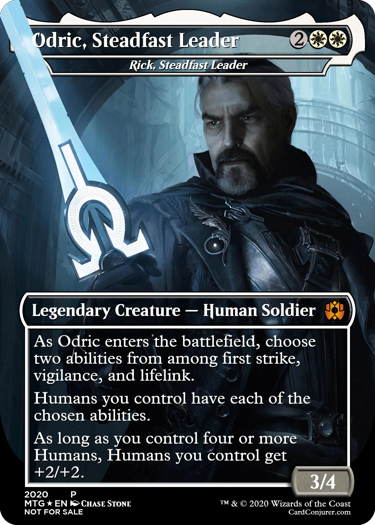 Odric, Steadfast Leader 2
Rick, Steadfast Leader
Legendary Creature — Human Soldier
As Odric enters the battlefield, choose
two abilities from among first strike,
vigilance, and lifelink.
Humans you control have each of the
chosen abilities.
As long as you control four or more
Humans, Humans you control get
+2/+2.
3/4
2020 P
MTG ★ EN Chase Stone
NOT FOR SALE
™ & © 2020 Wizards of the Coast
CardConjurer.com